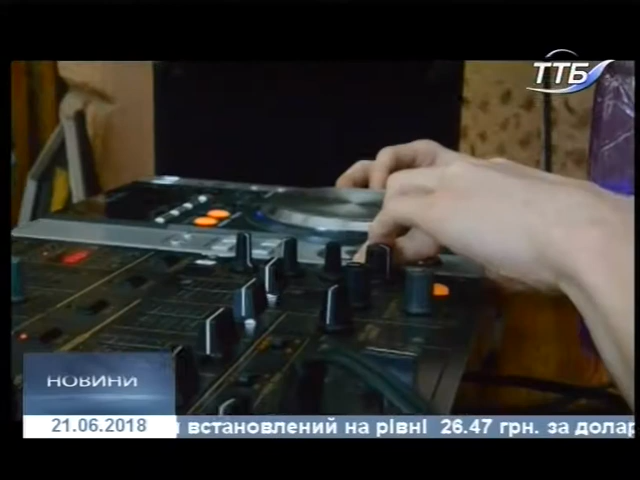 ТТБ
НОВИНИ
21.06.2018
встановлений на рівні 26.47 грн. за долар